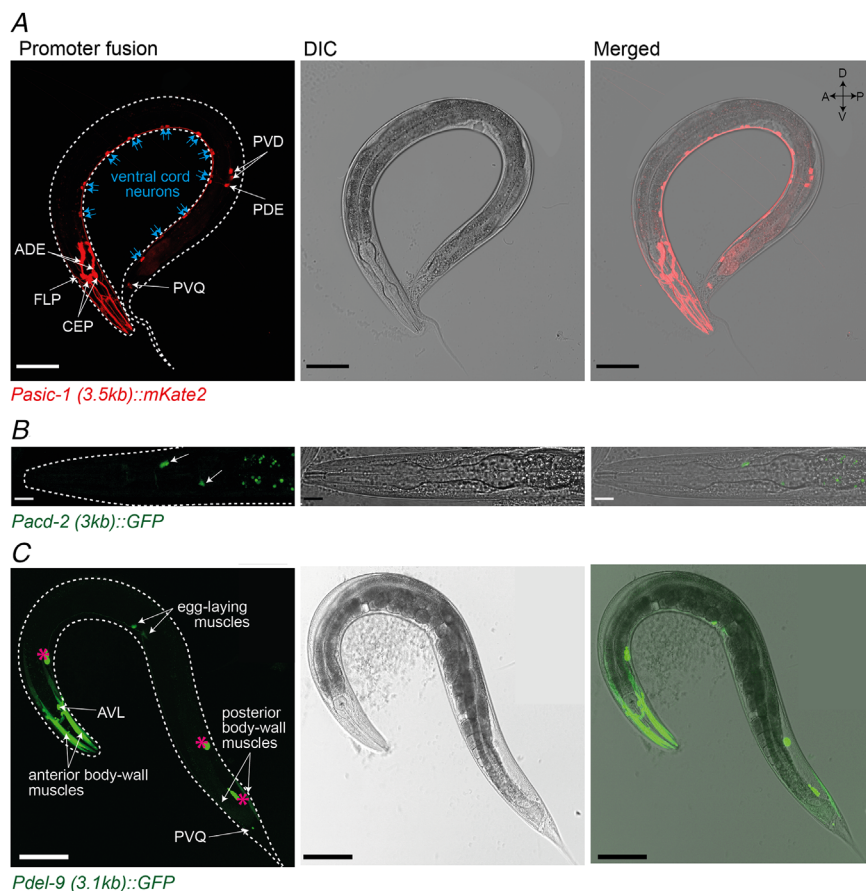 A
Promoter fusion
DIC
Merged
D
A
P
V
PVD
ventral cord
neurons
PDE
ADE
FLP
PVQ
CEP
Pasic-1 (3.5kb)::mKate2
B
Pacd-2 (3kb)::GFP
C
egg-laying
muscles
*
AVL
posterior
body-wall
muscles
*
anterior body-wall
muscles
*
PVQ
Pdel-9 (3.1kb)::GFP